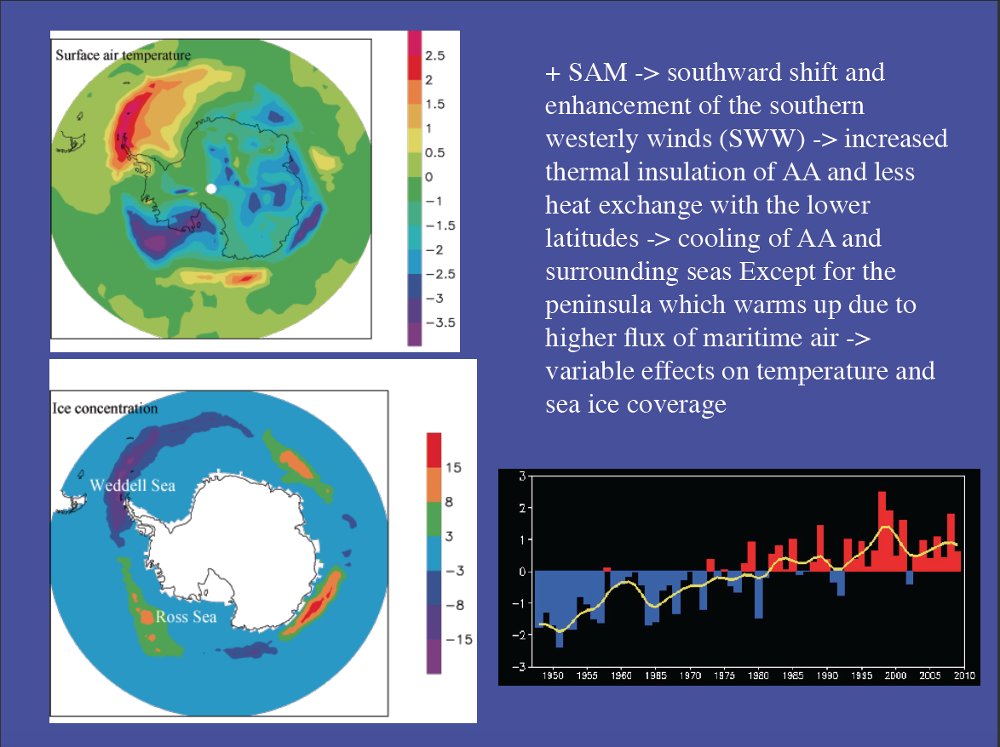 Surface air temperature
2.5
2
1.5
1
0.5
0
−1
−1.5
−2
−2.5
−3
−3.5
+ SAM -> southward shift and
enhancement of the southern
westerly winds (SWW) -> increased
thermal insulation of AA and less
heat exchange with the lower
latitudes -> cooling of AA and
surrounding seas Except for the
peninsula which warms up due to
higher flux of maritime air ->
variable effects on temperature and
sea ice coverage
Ice concentration
Weddell Sea
Ross Sea
15
8
3
−3
−8
−15
3
2
1
0
−1
−2
−3
1950 1955 1960 1965 1970 1975 1980 1985 1990 1995 2000 2005 2010